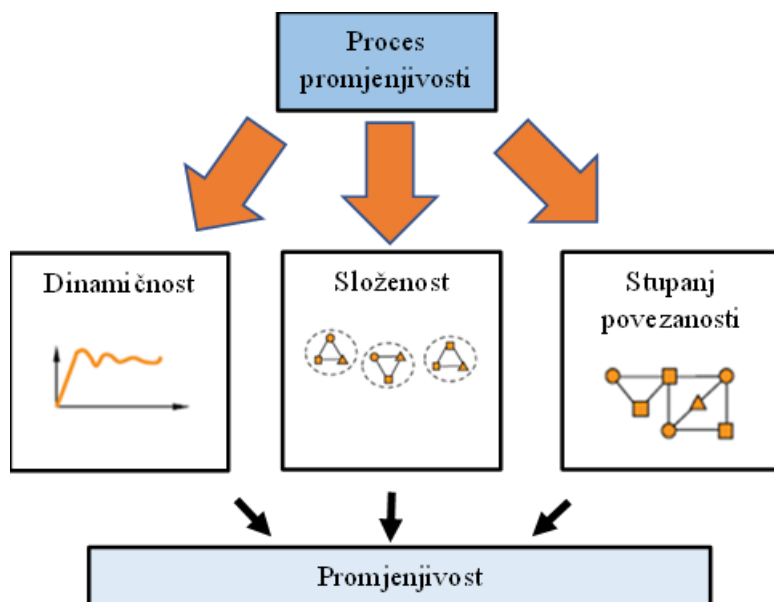 Proces
promjenjivosti
Dinamičnost
Složenost
Stupanj
povezanosti
Promjenjivost